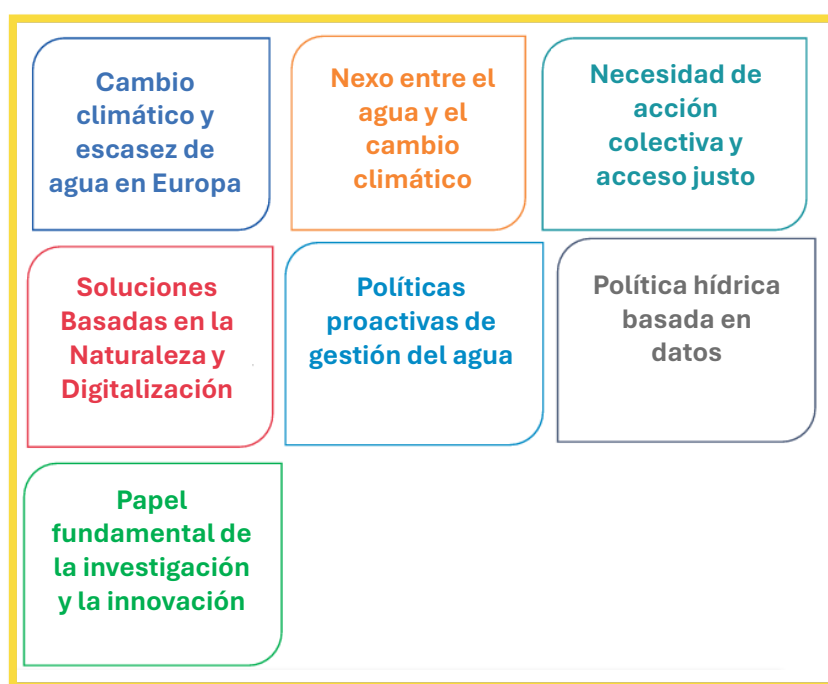 Cambio
climático y
escasez de
agua en Europa
Nexo entre el
agua y el
cambio
climático
Necesidad de
acción
colectiva y
acceso justo
Soluciones
Basadas en la
Naturaleza y
Digitalización
Políticas
proactivas de
gestión del agua
Política hídrica
basada en
datos
Papel
fundamental de
la investigación
y la innovación